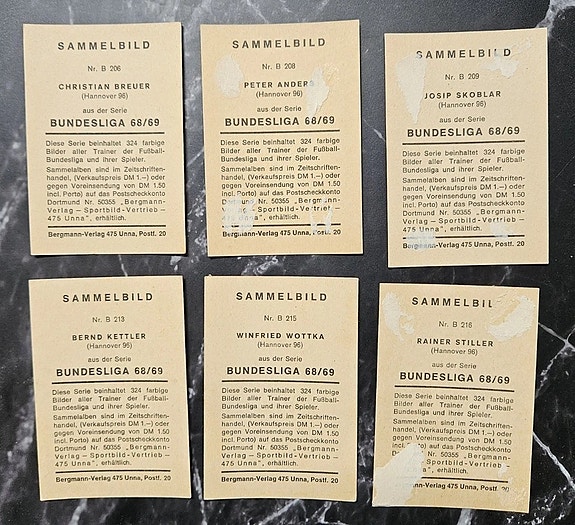 SAMMELBILD
Nr. B 206
CHRISTIAN BREUER
(Hannover 96)
aus der Serie
BUNDESLIGA 68/69
Diese Serie beinhaltet 324 farbige
Bilder aller Trainer der Fußball-
Bundesliga und ihrer Spieler.
Sammelalben sind im Zeitschriften-
handel, (Verkaufspreis DM 1.–) oder
gegen Voreinsendung von DM 1.50
incl. Porto) auf das Postscheckkonto
Dortmund Nr. 50355 „Bergmann-
Verlag – Sportbild-Vertrieb –
475 Unna", erhältlich.
Bergmann-Verlag 475 Unna, Postf. 20
SAMMELBILD
Nr. B 208
PETER ANDERS
(Hannover 96)
aus der Serie
BUNDESLIGA 68/69
Diese Serie beinhaltet 324 farbige
Bilder aller Trainer der Fußball-
Bundesliga und ihrer Spieler.
Sammelalben sind im Zeitschriften-
handel, (Verkaufspreis DM 1.–) oder
gegen Voreinsendung von DM 1.50
incl. Porto) auf das Postscheckkonto
Dortmund Nr. 50355 „Bergmann-
Verlag – Sportbild-Vertrieb –
Unna", erhältlich.
Bergmann-Verlag 475 Unna, Postf. 20
SAMMELBILD
Nr. B 209
JOSIP SKOBLAR
(Hannover 96)
aus der Serie
BUNDESLIGA 68/69
Diese Serie beinhaltet 324 farbige
Bilder aller Trainer der Fußball-
Bundesliga und ihrer Spieler.
Sammelalben sind im Zeitschriften-
handel, (Verkaufspreis DM 1.–) oder
gegen Voreinsendung von DM 1.50
incl. Porto) auf das Postscheckkonto
Dortmund Nr. 50355 „Bergmann-
Verlag – Sportbild-Vertrieb –
475 Unna", erhältlich.
Bergmann-Verlag 475 Unna, Postf. 20
SAMMELBILD
Nr. B 213
BERND KETTLER
(Hannover 96)
aus der Serie
BUNDESLIGA 68/69
Diese Serie beinhaltet 324 farbige
Bilder aller Trainer der Fußball-
Bundesliga und ihrer Spieler.
Sammelalben sind im Zeitschriften-
handel, (Verkaufspreis DM 1.–) oder
gegen Voreinsendung von DM 1.50
incl. Porto) auf das Postscheckkonto
Dortmund Nr. 50355 „Bergmann-
Verlag – Sportbild-Vertrieb –
475 Unna", erhältlich.
Bergmann-Verlag 475 Unna, Postf. 20
SAMMELBILD
Nr. B 215
WINFRIED WOTTKA
(Hannover 96)
aus der Serie
BUNDESLIGA 68/69
Diese Serie beinhaltet 324 farbige
Bilder aller Trainer der Fußball-
Bundesliga und ihrer Spieler.
Sammelalben sind im Zeitschriften-
handel, (Verkaufspreis DM 1.–) oder
gegen Voreinsendung von DM 1.50
incl. Porto) auf das Postscheckkonto
Dortmund Nr. 50355 „Bergmann-
Verlag – Sportbild-Vertrieb –
475 Unna", erhältlich.
Bergmann-Verlag 475 Unna, Postf. 20
SAMMELBIL
Nr. B 216
RAINER STILLER
(Hannover 96)
aus der Serie
BUNDESLIGA 68/69
Diese Serie beinhaltet 324 farbige
Bilder aller Trainer der Fußball-
Bundesliga und ihrer Spieler.
Sammelalben sind im Zeitschriften-
handel, (Verkaufspreis DM 1.–) oder
gegen Voreinsendung von DM 1.50
incl. Porto) auf das Postscheckkonto
Dortmund Nr. 50355 „Bergmann-
Sportbild-Vertrieb –
erhältlich.
Bergmann-Verlag 475 Unna, Postf. 20